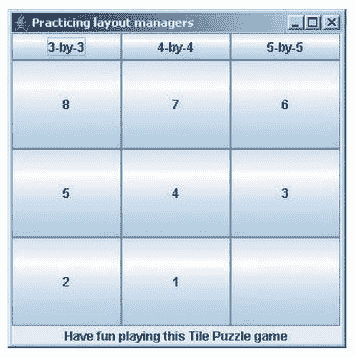 Practicing layout managers
3-by-3 4-by-4 5-by-5
8 7 6
5 4 3
2 1
Have fun playing this Tile Puzzle game